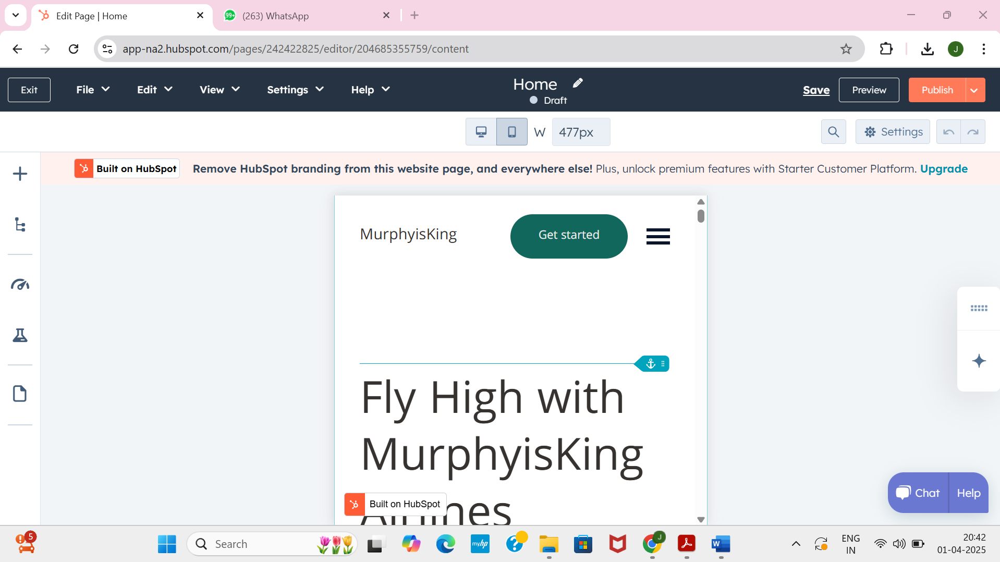 Edit Page | Home
99+
(263) WhatsApp
app-na2.hubspot.com/pages/242422825/editor/204685355759/content
J
Exit
File
Edit
View
Settings
Help
Home
Draft
Save
Preview
Publish
W
477px
Settings
Built on HubSpot
Remove HubSpot branding from this website page, and everywhere else! Plus, unlock premium features with Starter Customer Platform. Upgrade
MurphyisKing
Get started
Fly High with
MurphyisKing
Airlines
Built on HubSpot
Chat
Help
5
Search
myhp
J
W
ENG
IN
20:42
01-04-2025